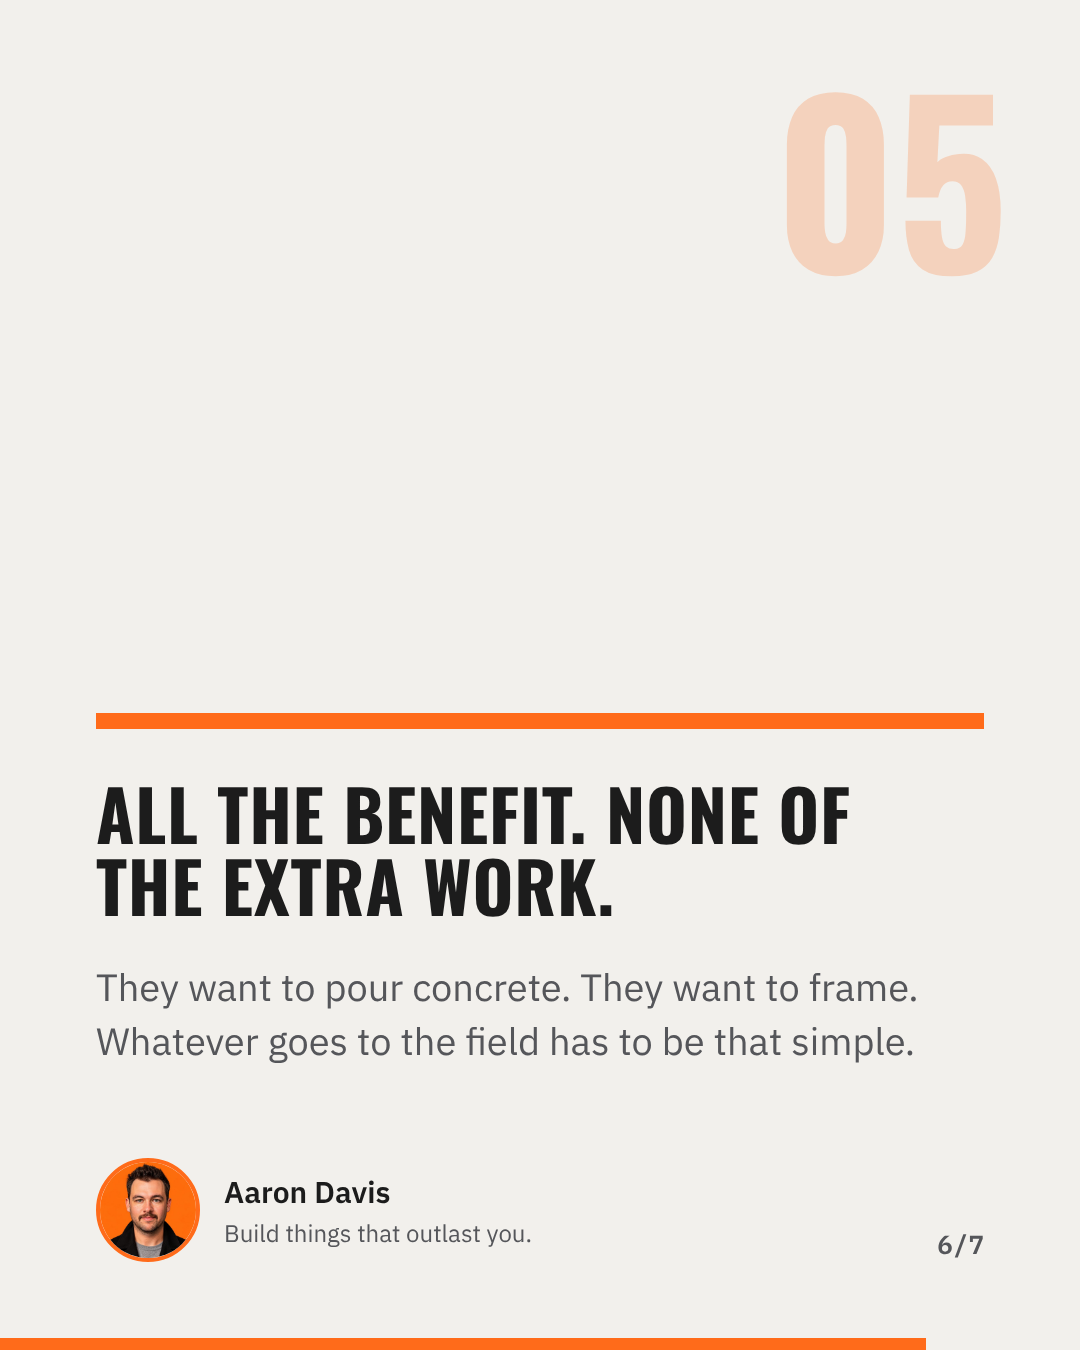 05
ALL THE BENEFIT. NONE OF
THE EXTRA WORK.
They want to pour concrete. They want to frame.
Whatever goes to the field has to be that simple.
Aaron Davis
Build things that outlast you.
6/7